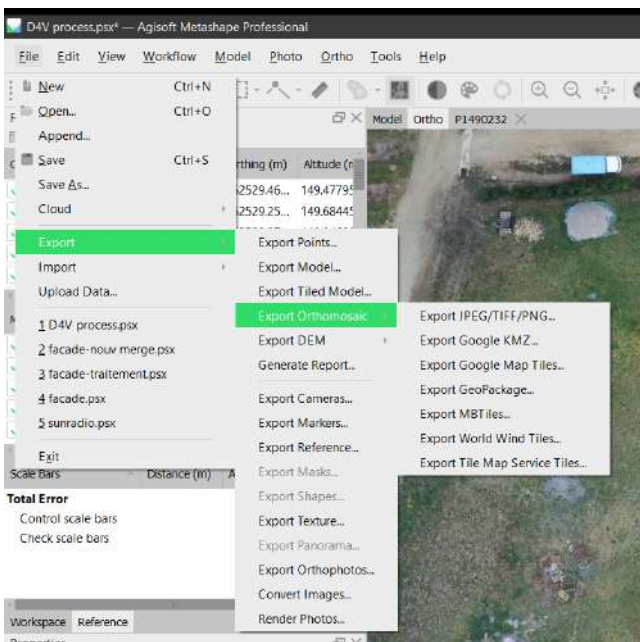 D4V process.psx* — Agisoft Metashape Professional
File Edit View Workflow Model Photo Ortho Tools Help
New Ctrl+N
Open... Ctrl+O
Model Ortho P1490232
Append...
Save Ctrl+S
rthing (m) Altitude (n
Save As...
52529.46... 149.47795
Cloud
52529.25... 149.68445
Export
Export Points...
Import
Export Model...
Upload Data...
Export Tiled Model...
Export Orthomosaic
Export JPEG/TIFF/PNG...
1 D4V process.psx
Export DEM
Export Google KMZ...
2 facade-nouv merge.psx
Generate Report...
Export Google Map Tiles...
3 facade-traitement.psx
Export GeoPackage...
4 facade.psx
Export Cameras...
Export MBTiles...
5 sunradio.psx
Export Markers...
Export World Wind Tiles...
Exit
Export Reference...
Export Tile Map Service Tiles...
Scale Bars Distance (m) A
Export Masks...
Total Error
Export Shapes...
Control scale bars
Export Texture...
Check scale bars
Export Panorama...
Export Orthophotos...
Convert Images...
Workspace Reference
Render Photos...